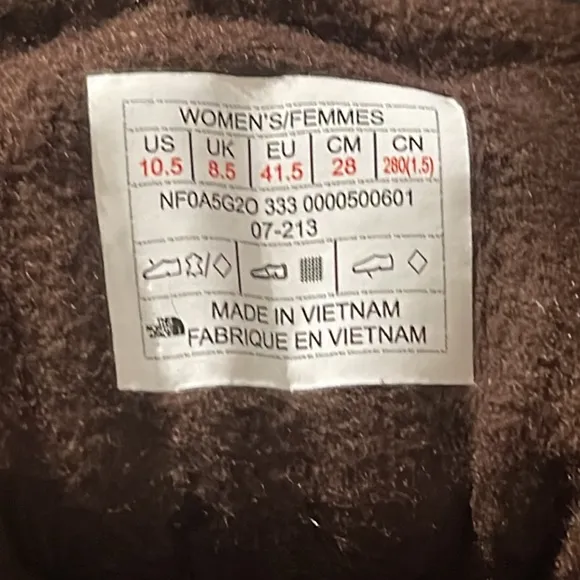 WOMEN'S/FEMMES
US UK EU CM CN
10.5 8.5 41.5 28 280(1.5)
NF0A5G2O 333 0000500601
07-213
MADE IN VIETNAM
FABRIQUE EN VIETNAM